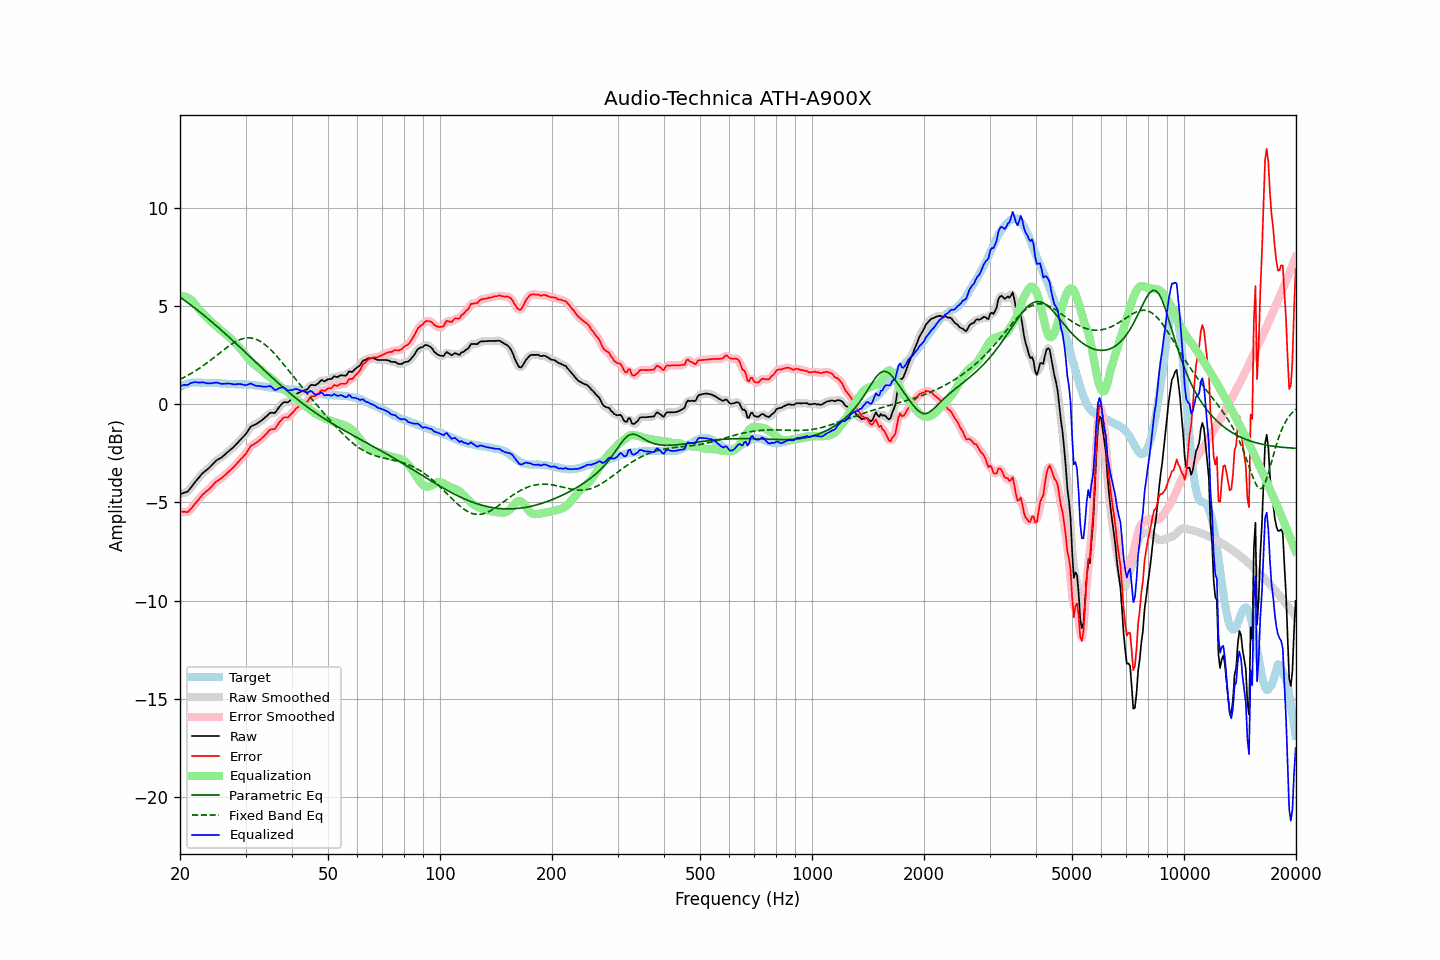 Audio-Technica ATH-A900X
Amplitude (dBr)
10
5
0
−5
−10
−15
−20
Target
Raw Smoothed
Error Smoothed
Raw
Error
Equalization
Parametric Eq
Fixed Band Eq
Equalized
20
50
100
200
500
1000
2000
5000
10000
20000
Frequency (Hz)